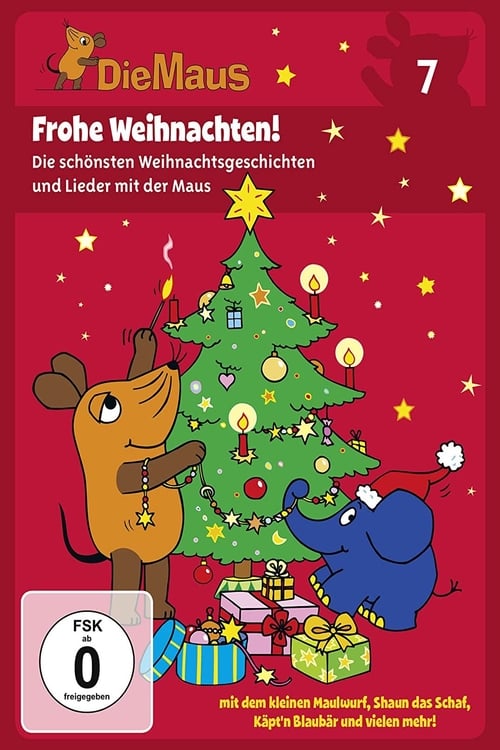 DieMaus
7
Frohe Weihnachten!
Die schönsten Weihnachtsgeschichten
und Lieder mit der Maus
FSK
ab
0
freigegeben
mit dem kleinen Maulwurf, Shaun das Schaf,
Käpt'n Blaubär und vielen mehr!